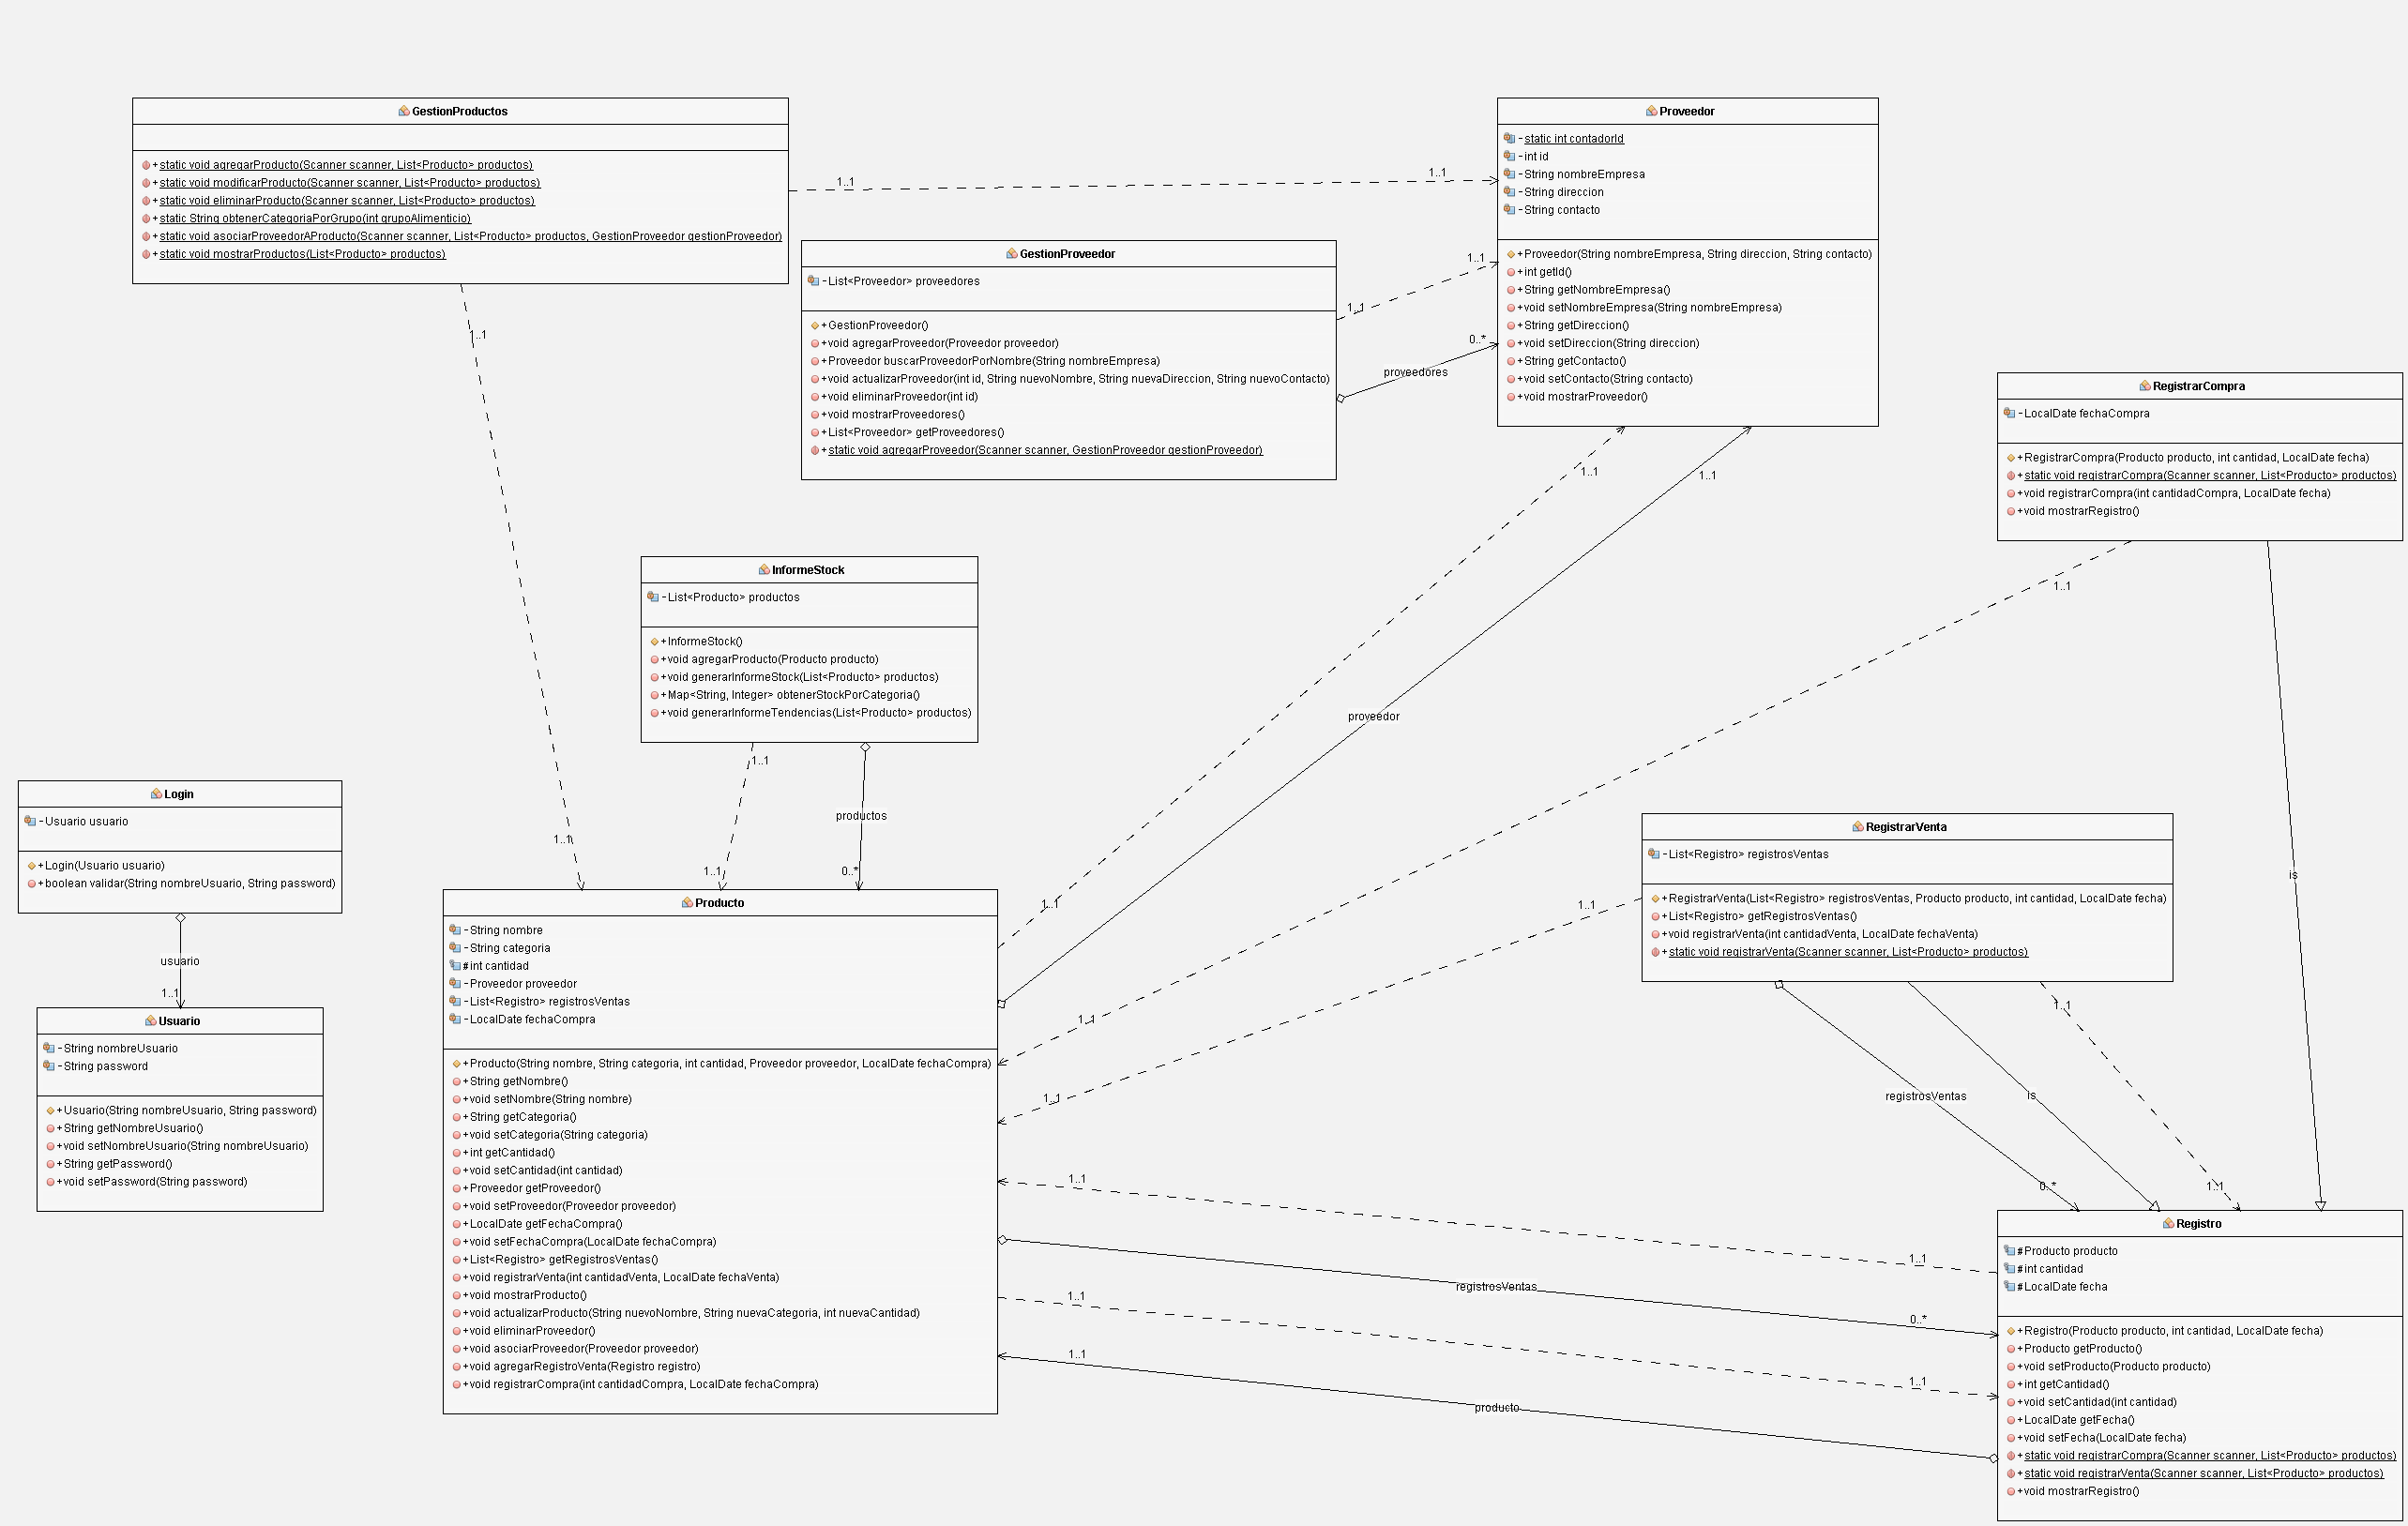 GestionProductos
+static void agregarProducto(Scanner scanner, List<Producto> productos)
+static void modificarProducto(Scanner scanner, List<Producto> productos)
+static void eliminarProducto(Scanner scanner, List<Producto> productos)
+static String obtenerCategoriaPorGrupo(int grupoAlimenticio)
+static void asociarProveedorAProducto(Scanner scanner, List<Producto> productos, GestionProveedor gestionProveedor)
+static void mostrarProductos(List<Producto> productos)
1..1
1..1
Proveedor
-static int contadorId
-int id
-String nombreEmpresa
-String direccion
-String contacto
+Proveedor(String nombreEmpresa, String direccion, String contacto)
+int getId()
+String getNombreEmpresa()
+void setNombreEmpresa(String nombreEmpresa)
+String getDireccion()
+void setDireccion(String direccion)
+String getContacto()
+void setContacto(String contacto)
+void mostrarProveedor()
GestionProveedor
-List<Proveedor> proveedores
+GestionProveedor()
+void agregarProveedor(Proveedor proveedor)
+Proveedor buscarProveedorPorNombre(String nombreEmpresa)
+void actualizarProveedor(int id, String nuevoNombre, String nuevaDireccion, String nuevoContacto)
+void eliminarProveedor(int id)
+void mostrarProveedores()
+List<Proveedor> getProveedores()
+static void agregarProveedor(Scanner scanner, GestionProveedor gestionProveedor)
1..1
1..1
0..*
proveedores
1..1
1..1
1..1
RegistrarCompra
-LocalDate fechaCompra
+RegistrarCompra(Producto producto, int cantidad, LocalDate fecha)
+static void registrarCompra(Scanner scanner, List<Producto> productos)
+void registrarCompra(int cantidadCompra, LocalDate fecha)
+void mostrarRegistro()
1..1
InformeStock
-List<Producto> productos
+InformeStock()
+void agregarProducto(Producto producto)
+void generarInformeStock(List<Producto> productos)
+Map<String, Integer> obtenerStockPorCategoria()
+void generarInformeTendencias(List<Producto> productos)
1..1
productos
proveedor
1..1
1..1
0..*
Login
-Usuario usuario
+Login(Usuario usuario)
+boolean validar(String nombreUsuario, String password)
usuario
1..1
Usuario
-String nombreUsuario
-String password
+Usuario(String nombreUsuario, String password)
+String getNombreUsuario()
+void setNombreUsuario(String nombreUsuario)
+String getPassword()
+void setPassword(String password)
Producto
-String nombre
-String categoria
#int cantidad
-Proveedor proveedor
-List<Registro> registrosVentas
-LocalDate fechaCompra
+Producto(String nombre, String categoria, int cantidad, Proveedor proveedor, LocalDate fechaCompra)
+String getNombre()
+void setNombre(String nombre)
+String getCategoria()
+void setCategoria(String categoria)
+int getCantidad()
+void setCantidad(int cantidad)
+Proveedor getProveedor()
+void setProveedor(Proveedor proveedor)
+LocalDate getFechaCompra()
+void setFechaCompra(LocalDate fechaCompra)
+List<Registro> getRegistrosVentas()
+void registrarVenta(int cantidadVenta, LocalDate fechaVenta)
+void mostrarProducto()
+void actualizarProducto(String nuevoNombre, String nuevaCategoria, int nuevaCantidad)
+void eliminarProveedor()
+void asociarProveedor(Proveedor proveedor)
+void agregarRegistroVenta(Registro registro)
+void registrarCompra(int cantidadCompra, LocalDate fechaCompra)
1..1
1..1
1..1
1..1
RegistrarVenta
-List<Registro> registrosVentas
+RegistrarVenta(List<Registro> registrosVentas, Producto producto, int cantidad, LocalDate fecha)
+List<Registro> getRegistrosVentas()
+void registrarVenta(int cantidadVenta, LocalDate fechaVenta)
+static void registrarVenta(Scanner scanner, List<Producto> productos)
is
1..1
registrosVentas
is
0..*
1..1
1..1
1..1
registrosVentas
1..1
0..*
1..1
1..1
producto
Registro
#Producto producto
#int cantidad
#LocalDate fecha
+Registro(Producto producto, int cantidad, LocalDate fecha)
+Producto getProducto()
+void setProducto(Producto producto)
+int getCantidad()
+void setCantidad(int cantidad)
+LocalDate getFecha()
+void setFecha(LocalDate fecha)
+static void registrarCompra(Scanner scanner, List<Producto> productos)
+static void registrarVenta(Scanner scanner, List<Producto> productos)
+void mostrarRegistro()